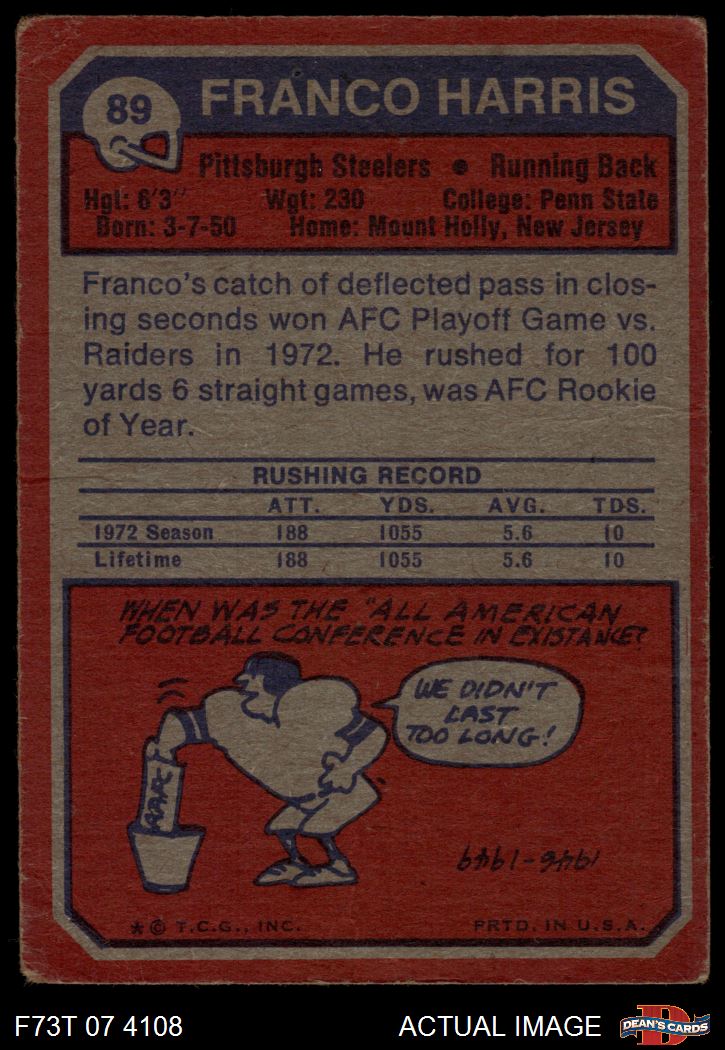 89 FRANCO HARRIS
Pittsburgh Steelers • Running Back
Hgt: 6'3" Wgt: 230 College: Penn State
Born: 3-7-50 Home: Mount Holly, New Jersey
Franco's catch of deflected pass in clos-
ing seconds won AFC Playoff Game vs.
Raiders in 1972. He rushed for 100
yards 6 straight games, was AFC Rookie
of Year.
RUSHING RECORD
ATT. YDS. AVG. TDS.
1972 Season 188 1055 5.6 10
Lifetime 188 1055 5.6 10
WHEN WAS THE "ALL AMERICAN
FOOTBALL CONFERENCE IN EXISTANCE?
WE DIDN'T
LAST
TOO LONG!
AAFC
1946-1949
* © T.C.G., INC. PRTD. IN U.S.A.
F73T 07 4108 ACTUAL IMAGE DEAN'S CARDS